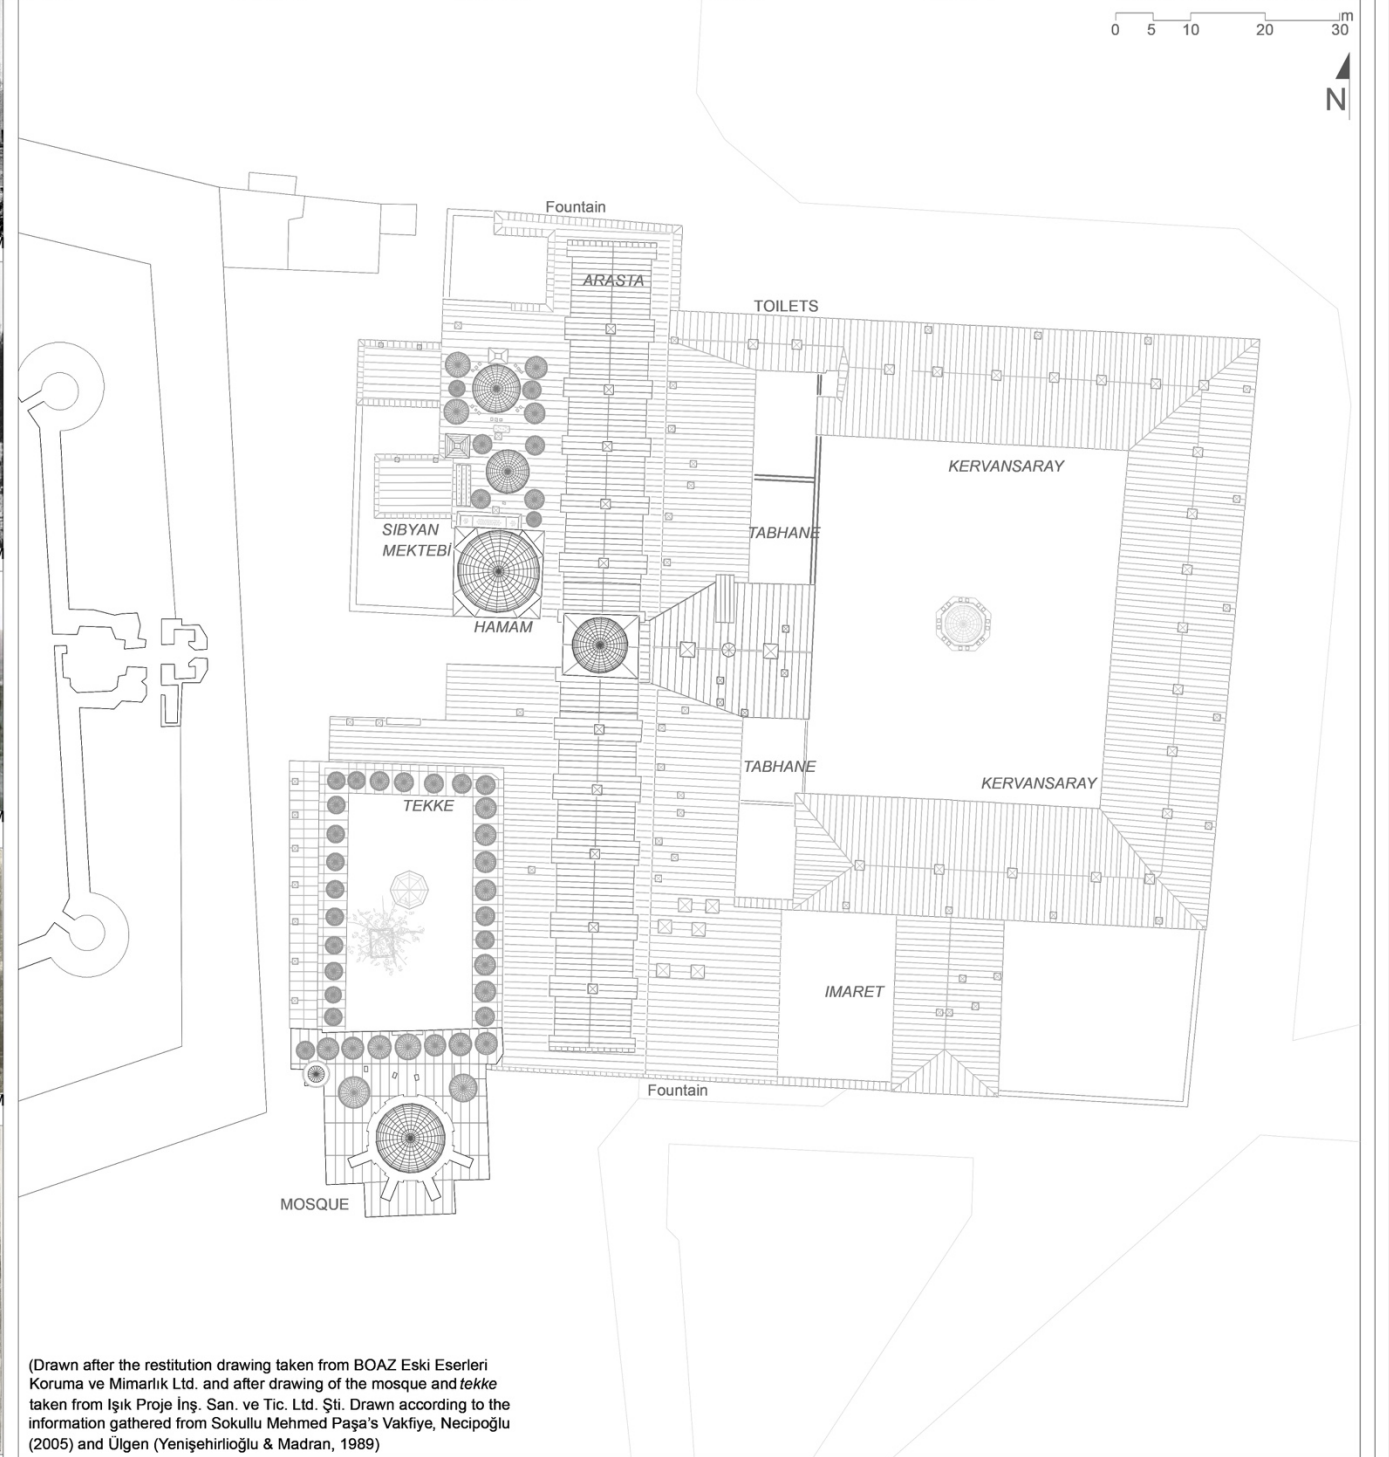 m
0 5 10 20 30
N
Fountain
ARASTA
TOILETS
KERVANSARAY
SIBYAN
MEKTEBİ
TABHANE
HAMAM
TABHANE
KERVANSARAY
TEKKE
IMARET
Fountain
MOSQUE
(Drawn after the restitution drawing taken from BOAZ Eski Eserleri
Koruma ve Mimarlık Ltd. and after drawing of the mosque and tekke
taken from Işık Proje İnş. San. ve Tic. Ltd. Şti. Drawn according to the
information gathered from Sokullu Mehmed Paşa's Vakfiye, Necipoğlu
(2005) and Ülgen (Yenişehirlioğlu & Madran, 1989)